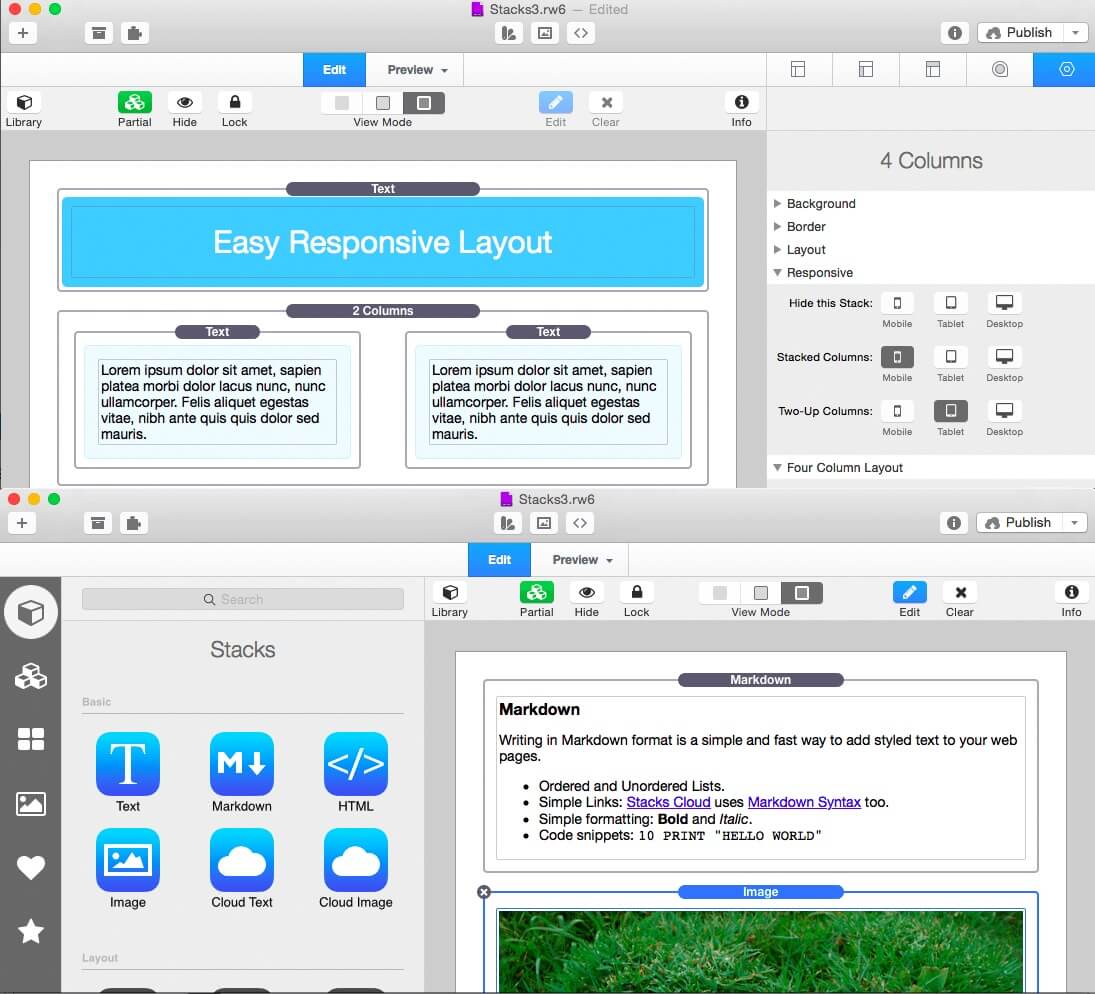 Stacks3.rw6 — Edited
Publish
Edit
Preview
Library
Partial
Hide
Lock
View Mode
Edit
Clear
Info
4 Columns
Background
Border
Layout
Responsive
Hide this Stack:
Mobile
Tablet
Desktop
Stacked Columns:
Mobile
Tablet
Desktop
Two-Up Columns:
Mobile
Tablet
Desktop
Four Column Layout
Text
Easy Responsive Layout
2 Columns
Text
Lorem ipsum dolor sit amet, sapien
platea morbi dolor lacus nunc, nunc
ullamcorper. Felis aliquet egestas
vitae, nibh ante quis quis dolor sed
mauris.
Text
Lorem ipsum dolor sit amet, sapien
platea morbi dolor lacus nunc, nunc
ullamcorper. Felis aliquet egestas
vitae, nibh ante quis quis dolor sed
mauris.
Stacks3.rw6
Publish
Edit
Preview
Search
Stacks
Basic
Text
Markdown
HTML
Image
Cloud Text
Cloud Image
Layout
Library
Partial
Hide
Lock
View Mode
Edit
Clear
Info
Markdown
Markdown
Writing in Markdown format is a simple and fast way to add styled text to your web
pages.
• Ordered and Unordered Lists.
• Simple Links: Stacks Cloud uses Markdown Syntax too.
• Simple formatting: Bold and Italic.
• Code snippets: 10 PRINT "HELLO WORLD"
Image